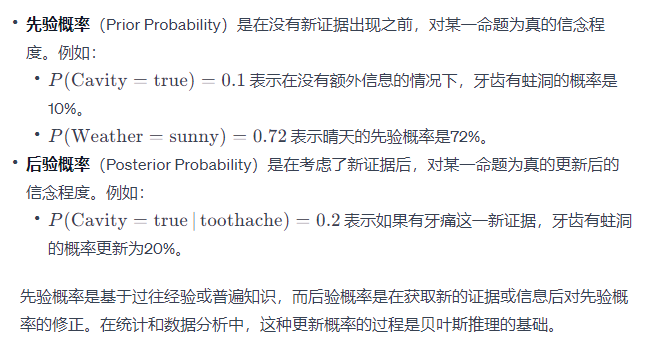 • 先验概率（Prior Probability）是在没有新证据出现之前，对某一命题为真的信念程
度。例如：
• P(Cavity = true) = 0.1 表示在没有额外信息的情况下，牙齿有蛀洞的概率是
10%。
• P(Weather = sunny) = 0.72 表示晴天的先验概率是72%。
• 后验概率（Posterior Probability）是在考虑了新证据后，对某一命题为真的更新后的
信念程度。例如：
• P(Cavity = true | toothache) = 0.2 表示如果有牙痛这一新证据，牙齿有蛀洞
的概率更新为20%。
先验概率是基于过往经验或普遍知识，而后验概率是在获取新的证据或信息后对先验概
率的修正。在统计和数据分析中，这种更新概率的过程是贝叶斯推理的基础。